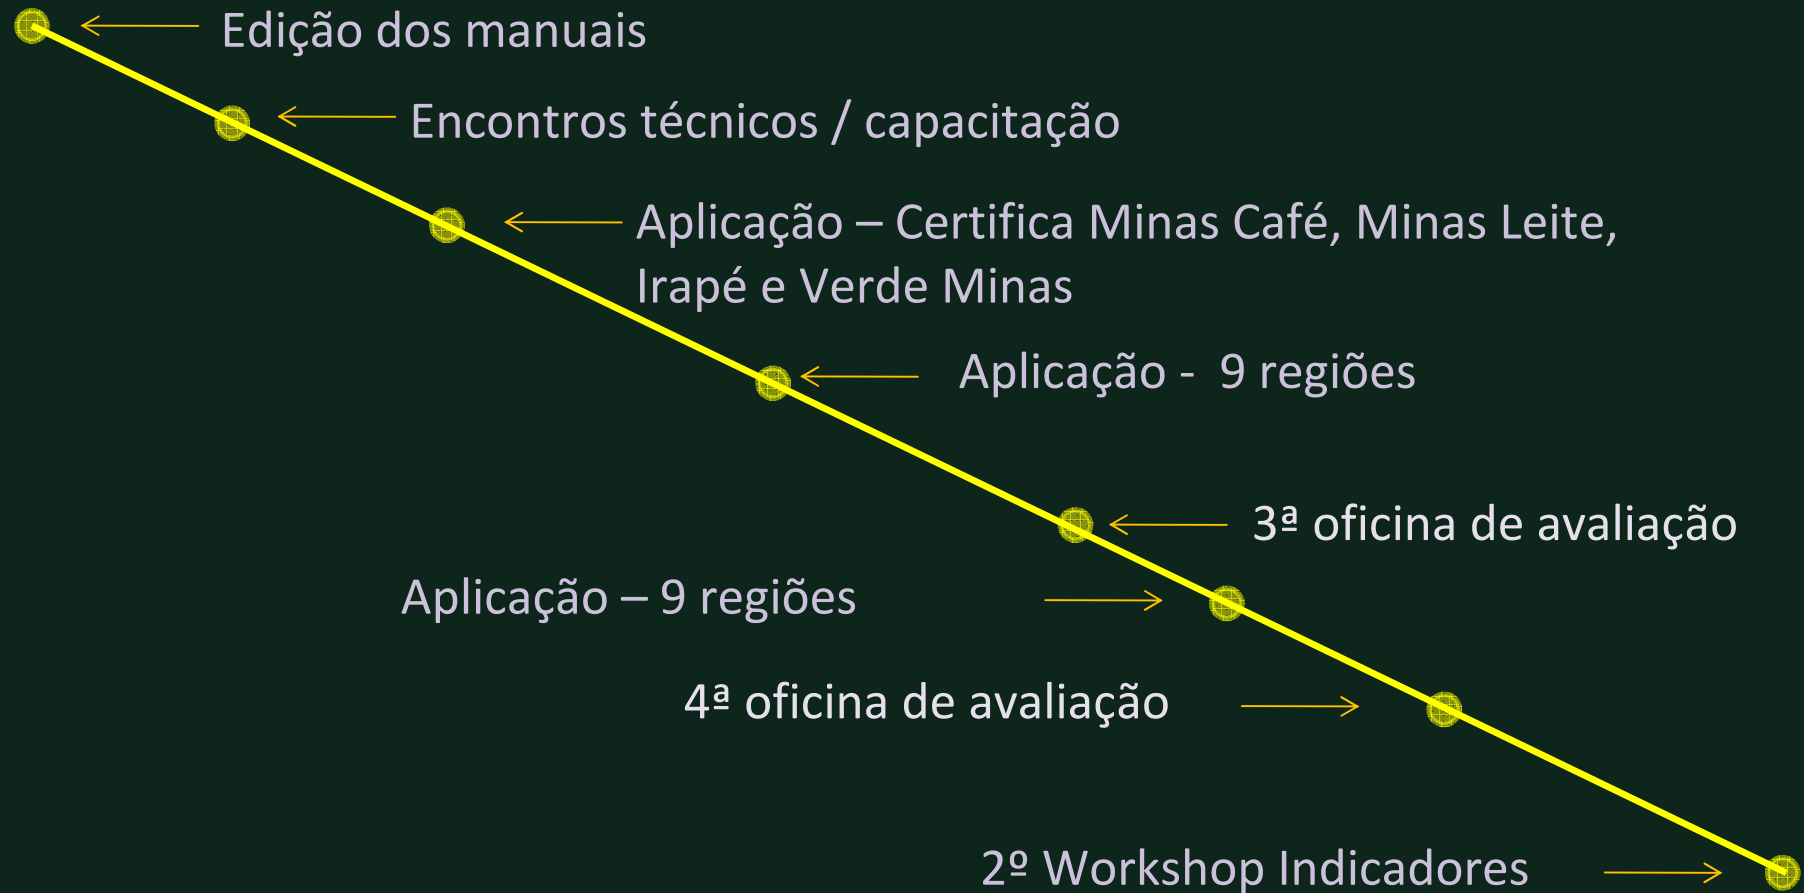 Edição dos manuais
Encontros técnicos / capacitação
Aplicação – Certifica Minas Café, Minas Leite,
Irapé e Verde Minas
Aplicação - 9 regiões
3ª oficina de avaliação
Aplicação – 9 regiões
4ª oficina de avaliação
2º Workshop Indicadores